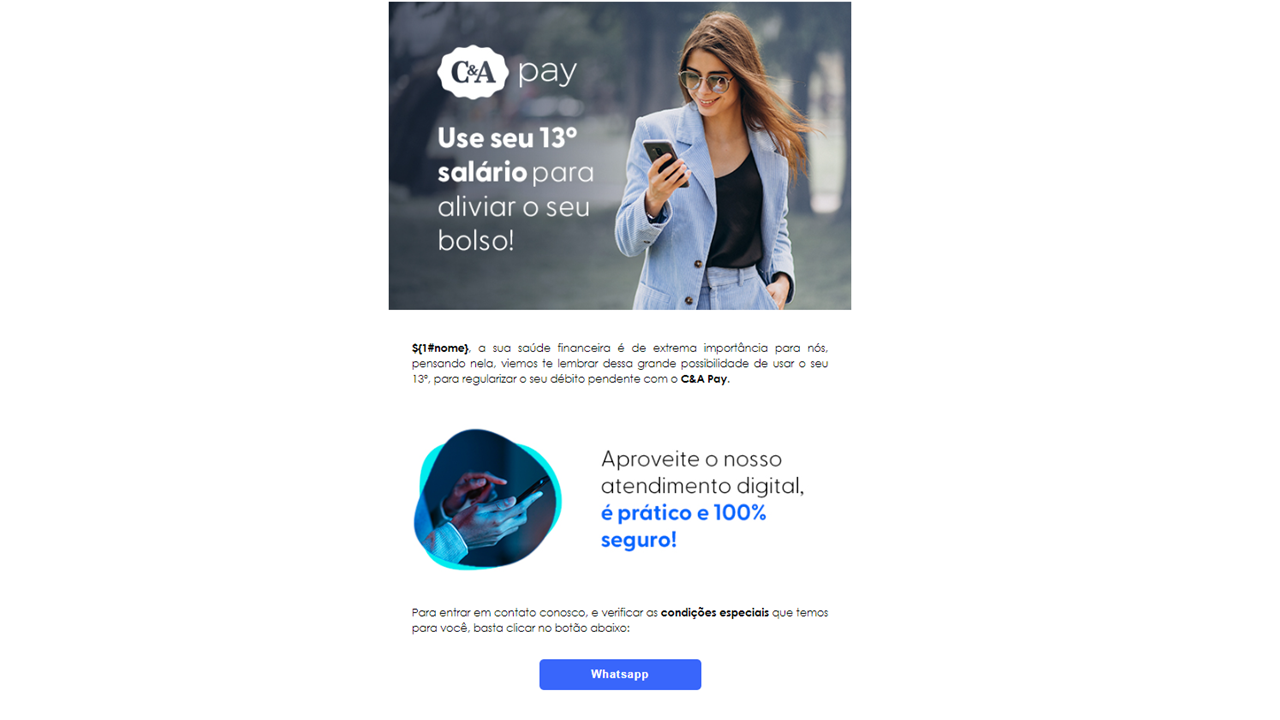 C&A pay
Use seu 13º
salário para
aliviar o seu
bolso!
${1#nome}, a sua saúde financeira é de extrema importância para nós,
pensando nela, viemos te lembrar dessa grande possibilidade de usar o seu
13º, para regularizar o seu débito pendente com o C&A Pay.
Aproveite o nosso
atendimento digital,
é prático e 100%
seguro!
Para entrar em contato conosco, e verificar as condições especiais que temos
para você, basta clicar no botão abaixo:
Whatsapp